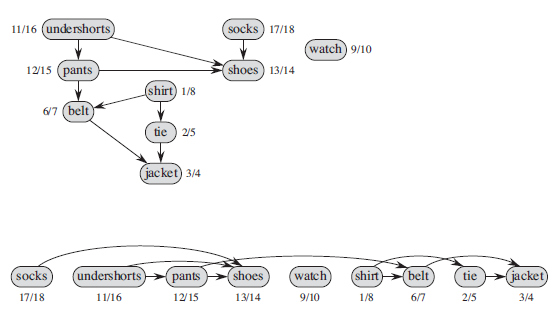 11/16 undershorts socks 17/18
watch 9/10
12/15 pants shoes 13/14
shirt 1/8
6/7 belt
tie 2/5
jacket 3/4
socks undershorts pants shoes watch shirt belt tie jacket
17/18 11/16 12/15 13/14 9/10 1/8 6/7 2/5 3/4